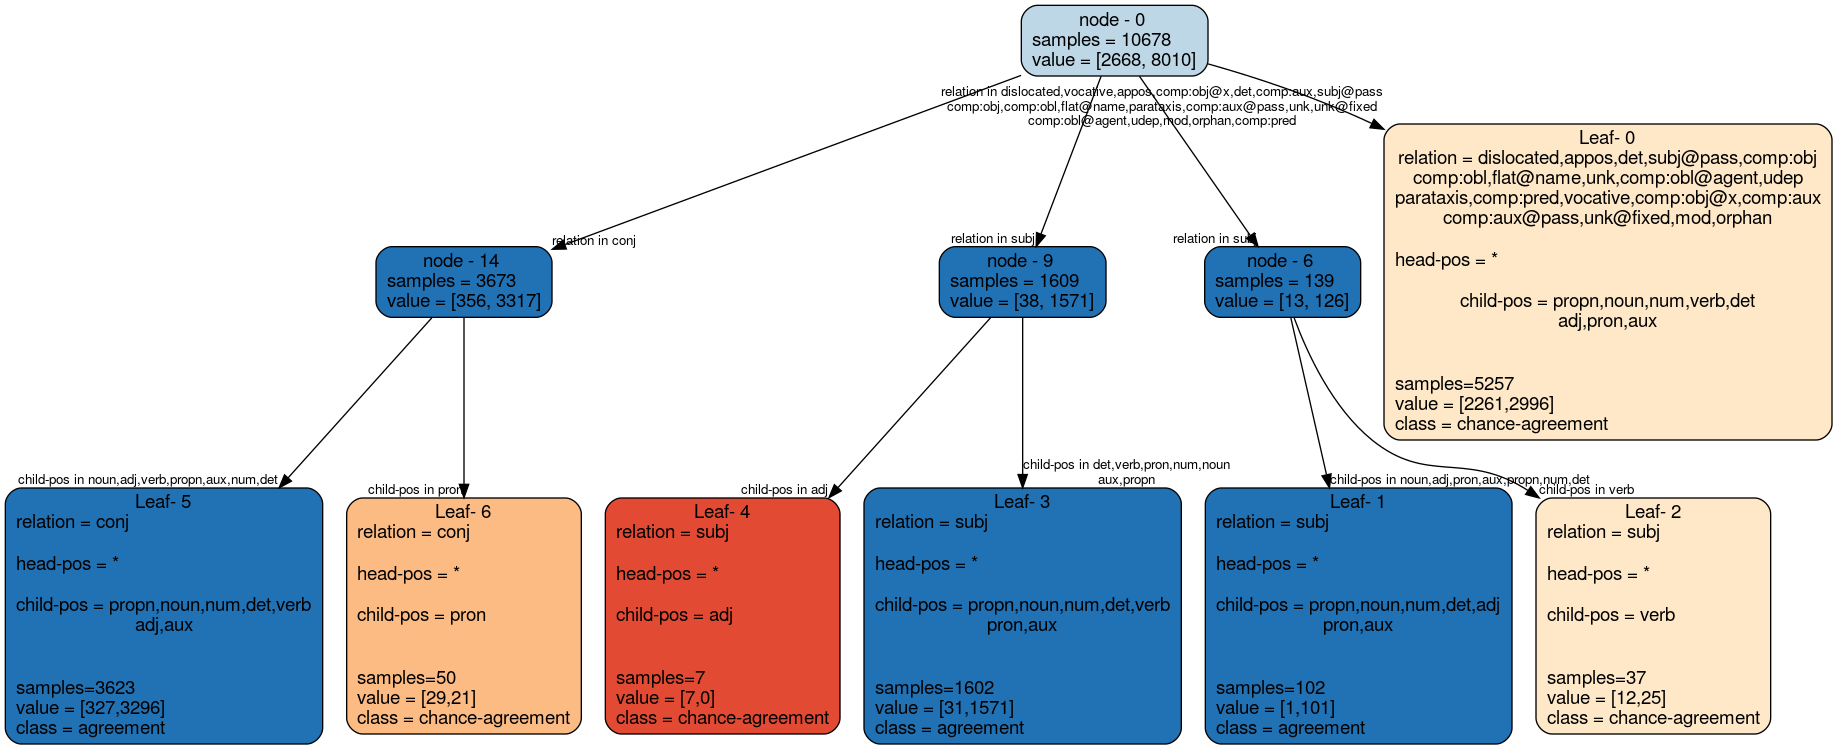 node - 0
samples = 10678
value = [2668, 8010]
relation in dislocated,vocative,appos,comp:obj@x,det,comp:aux,subj@pass
comp:obj,comp:obl,flat@name,parataxis,comp:aux@pass,unk,unk@fixed
comp:obl@agent,udep,mod,orphan,comp:pred
Leaf- 0
relation = dislocated,appos,det,subj@pass,comp:obj
comp:obl,flat@name,unk,comp:obl@agent,udep
parataxis,comp:pred,vocative,comp:obj@x,comp:aux
comp:aux@pass,unk@fixed,mod,orphan
head-pos = *
child-pos = propn,noun,num,verb,det
adj,pron,aux
samples=5257
value = [2261,2996]
class = chance-agreement
relation in conj
node - 14
samples = 3673
value = [356, 3317]
relation in subj
node - 9
samples = 1609
value = [38, 1571]
relation in subj
node - 6
samples = 139
value = [13, 126]
child-pos in noun,adj,verb,propn,aux,num,det
Leaf- 5
relation = conj
head-pos = *
child-pos = propn,noun,num,det,verb
adj,aux
samples=3623
value = [327,3296]
class = agreement
child-pos in pron
Leaf- 6
relation = conj
head-pos = *
child-pos = pron
samples=50
value = [29,21]
class = chance-agreement
child-pos in adj
Leaf- 4
relation = subj
head-pos = *
child-pos = adj
samples=7
value = [7,0]
class = chance-agreement
child-pos in det,verb,pron,num,noun
aux,propn
Leaf- 3
relation = subj
head-pos = *
child-pos = propn,noun,num,det,verb
pron,aux
samples=1602
value = [31,1571]
class = agreement
child-pos in noun,adj,pron,aux,propn,num,det
Leaf- 1
relation = subj
head-pos = *
child-pos = propn,noun,num,det,adj
pron,aux
samples=102
value = [1,101]
class = agreement
child-pos in verb
Leaf- 2
relation = subj
head-pos = *
child-pos = verb
samples=37
value = [12,25]
class = chance-agreement